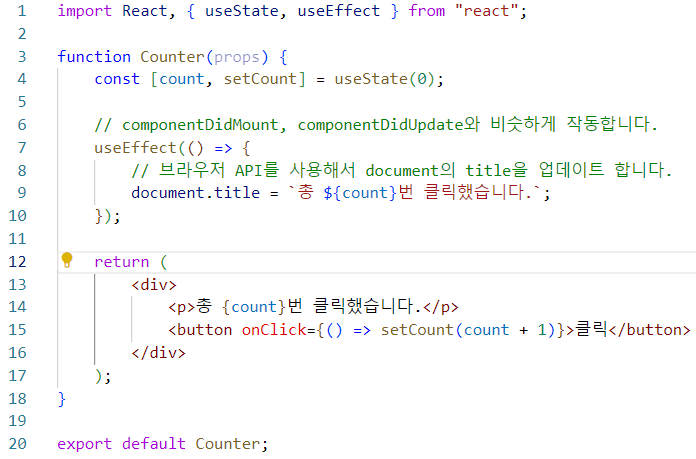 1 import React, { useState, useEffect } from "react";
2
3 function Counter(props) {
4     const [count, setCount] = useState(0);
5
6     // componentDidMount, componentDidUpdate와 비슷하게 작동합니다.
7     useEffect(() => {
8         // 브라우저 API를 사용해서 document의 title을 업데이트 합니다.
9         document.title = `총 ${count}번 클릭했습니다.`;
10     });
11
12     return (
13         <div>
14             <p>총 {count}번 클릭했습니다.</p>
15             <button onClick={() => setCount(count + 1)}>클릭</button>
16         </div>
17     );
18 }
19
20 export default Counter;